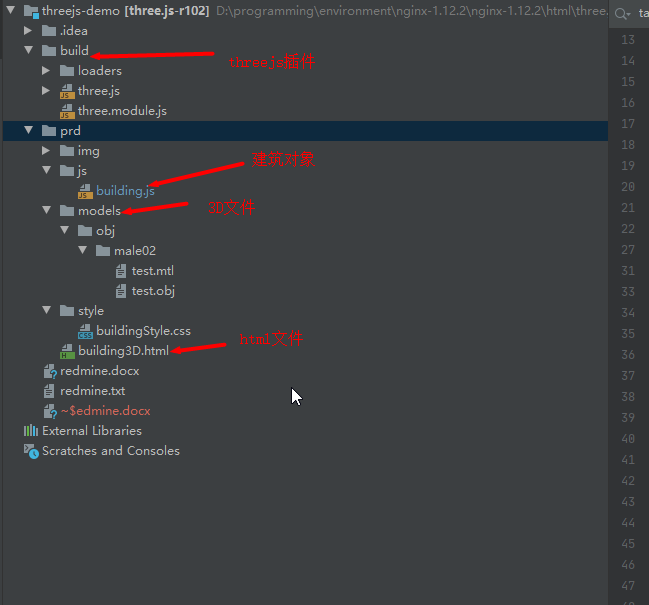 threejs-demo [three.js-r102] D:\programming\environment\nginx-1.12.2\nginx-1.12.2\html\three.
ta
.idea
13
build
14
threejs插件
loaders
15
three.js
16
three.module.js
17
prd
18
img
19
建筑对象
js
building.js
20
models
3D文件
21
obj
22
male02
27
test.mtl
31
test.obj
33
style
34
buildingStyle.css
35
html文件
building3D.html
36
redmine.docx
37
redmine.txt
38
~$edmine.docx
39
External Libraries
40
Scratches and Consoles
41
42
43
44
45
46
47